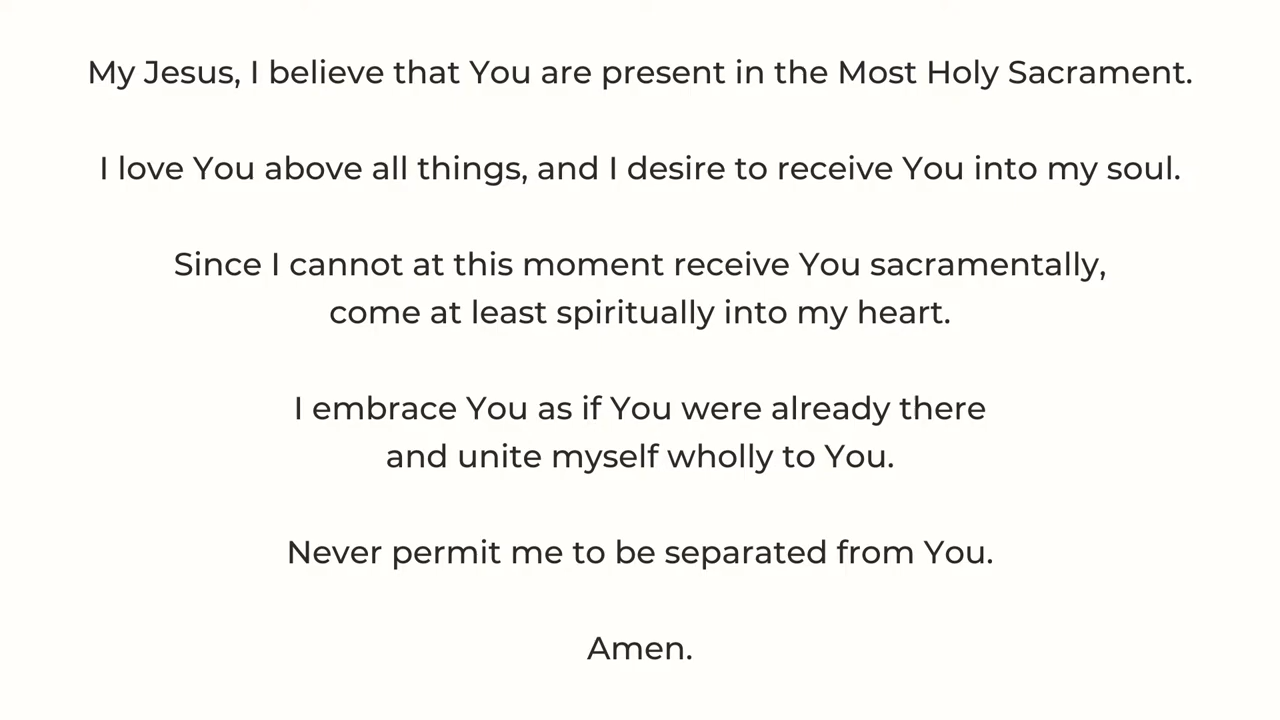 My Jesus, I believe that You are present in the Most Holy Sacrament.
I love You above all things, and I desire to receive You into my soul.
Since I cannot at this moment receive You sacramentally,
come at least spiritually into my heart.
I embrace You as if You were already there
and unite myself wholly to You.
Never permit me to be separated from You.
Amen.